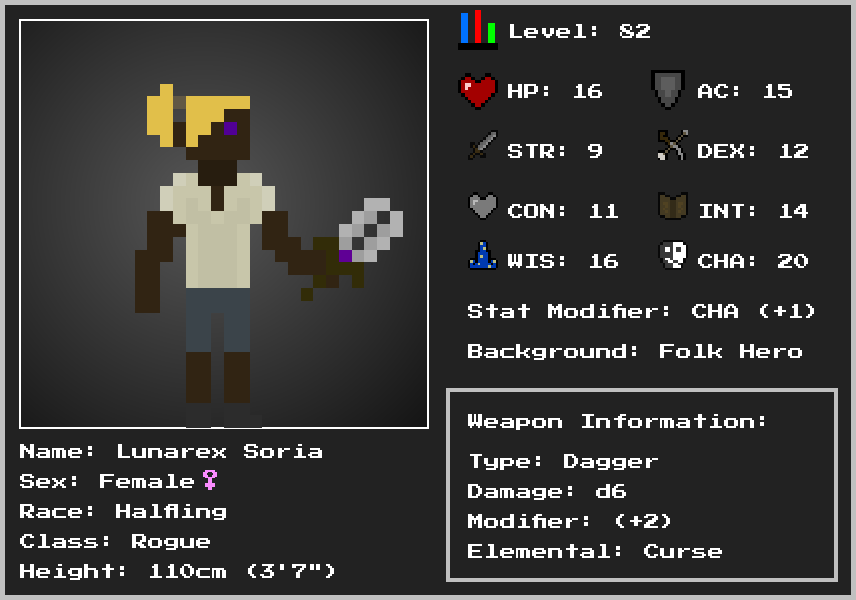 Level: 82
HP: 16 AC: 15
STR: 9 DEX: 12
CON: 11 INT: 14
WIS: 16 CHA: 20
Stat Modifier: CHA (+1)
Background: Folk Hero
Weapon Information:
Type: Dagger
Damage: d6
Modifier: (+2)
Elemental: Curse
Name: Lunarex Soria
Sex: Female♀
Race: Halfling
Class: Rogue
Height: 110cm (3'7")